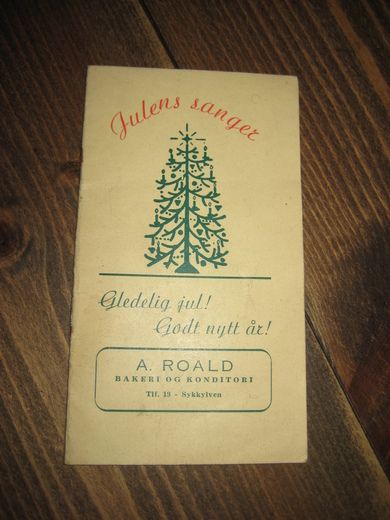 Julens sanger
Gledelig jul!
Godt nytt år!
A. ROALD
BAKERI OG KONDITORI
Tlf. 13 - Sykkylven